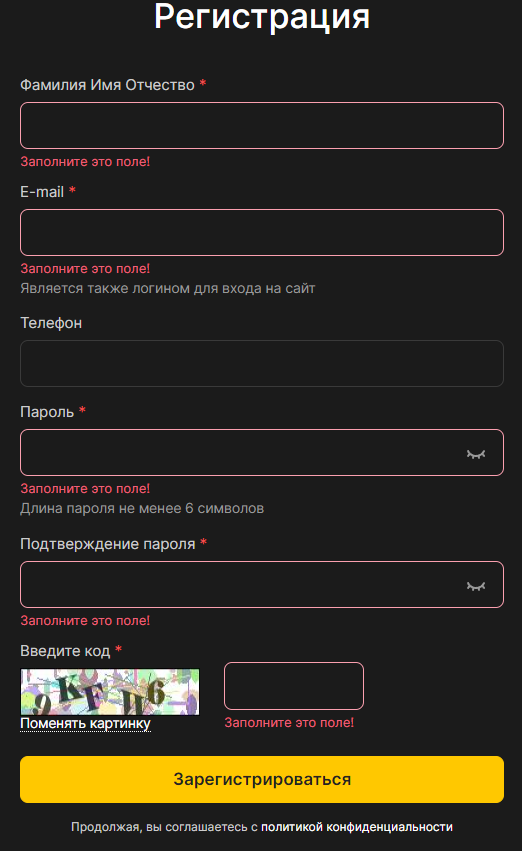 Регистрация
Фамилия Имя Отчество *
Заполните это поле!
E-mail *
Заполните это поле!
Является также логином для входа на сайт
Телефон
Пароль *
Заполните это поле!
Длина пароля не менее 6 символов
Подтверждение пароля *
Заполните это поле!
Введите код *
Поменять картинку
Заполните это поле!
Зарегистрироваться
Продолжая, вы соглашаетесь с политикой конфиденциальности